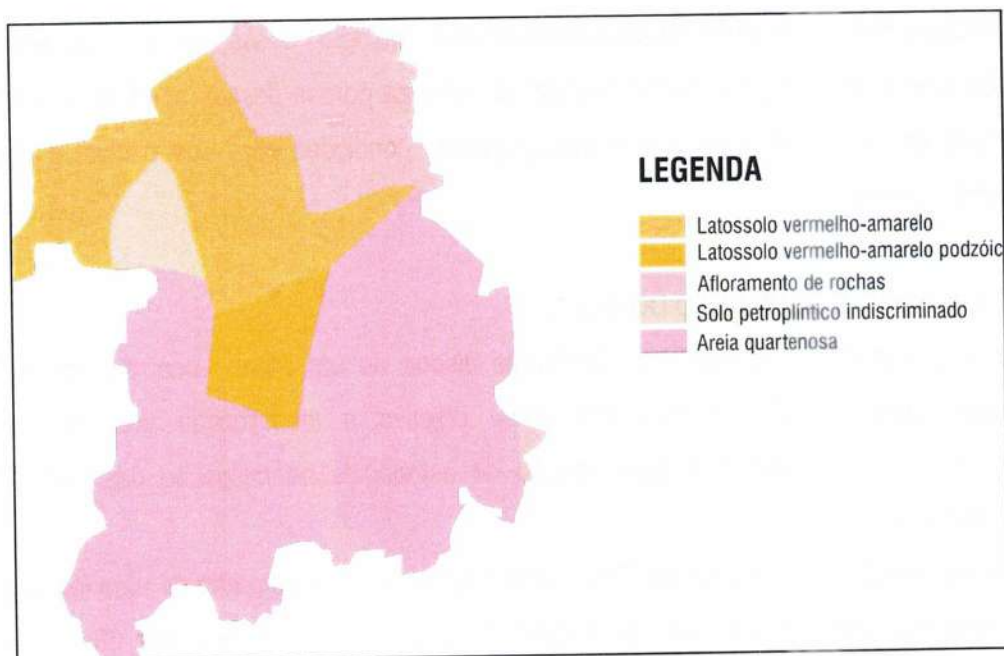 LEGENDA
Latossolo vermelho-amarelo
Latossolo vermelho-amarelo podzóic
Afloramento de rochas
Solo petroplíntico indiscriminado
Areia quartenosa